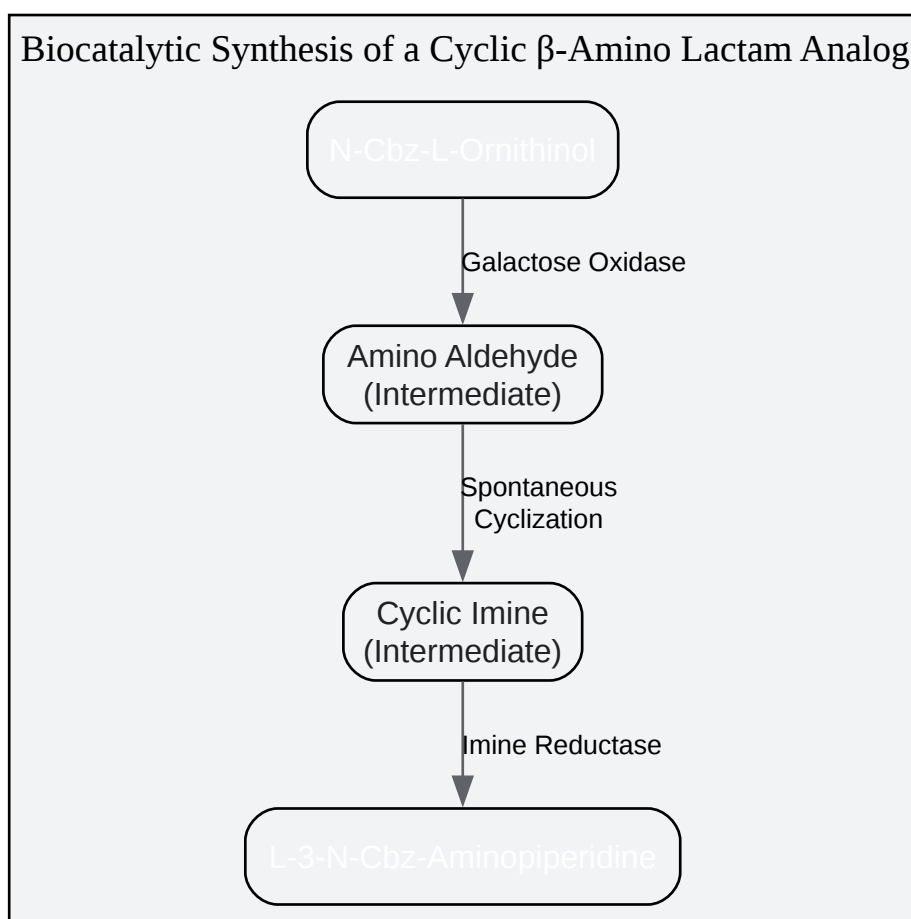 Biocatalytic Synthesis of a Cyclic β-Amino Lactam Analog
N-Cbz-L-Ornithinol
Galactose Oxidase
Amino Aldehyde
(Intermediate)
Spontaneous
Cyclization
Cyclic Imine
(Intermediate)
Imine Reductase
L-3-N-Cbz-Aminopiperidine